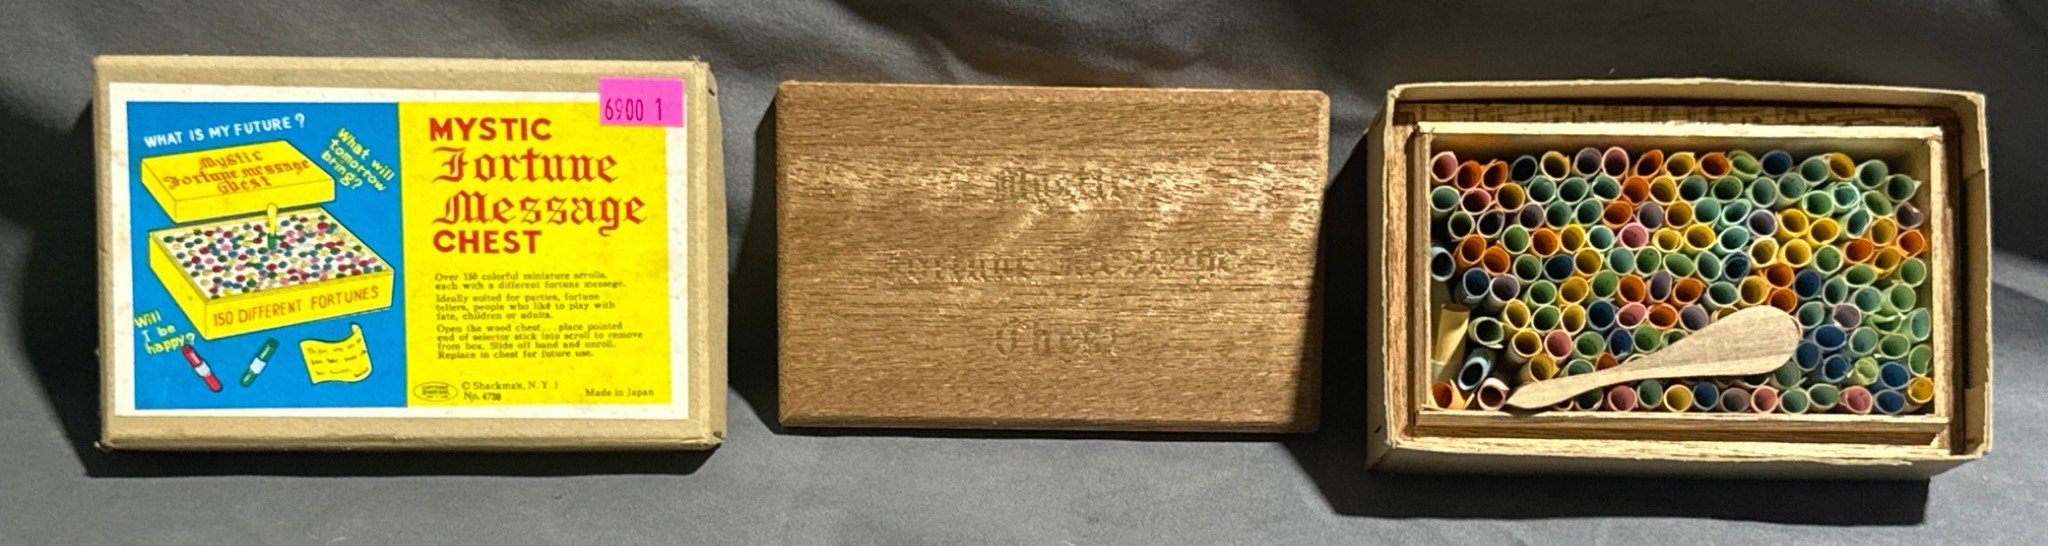 6900 1
WHAT IS MY FUTURE?
What will
tomorrow
bring?
Mystic
Fortune message
CHEST
150 DIFFERENT FORTUNES
Will
I be
happy?
MYSTIC
Fortune
Message
CHEST
Over 150 colorful miniature scrolls,
each with a different fortune message.
Ideally suited for parties, fortune
tellers, people who like to play with
fate, children or adults.
Open the wood chest... place pointed
end of selector stick into scroll to remove
from box. Slide off band and unroll.
Replace in chest for future use.
© Shackman, N.Y.
No. 4738
Made in Japan
Mystic
Fortune Message
Chest